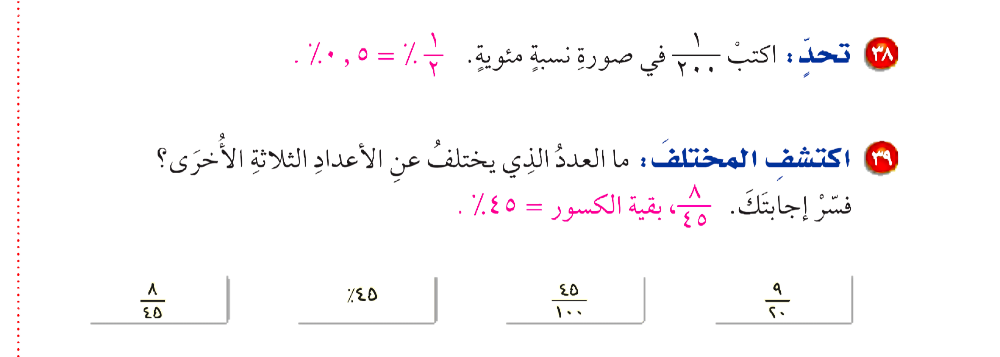 ٣٨ تحدٍّ: اكتبْ ١/٢٠٠ في صورةِ نسبةٍ مئويةٍ. ١/٢ ٪ = ٠,٥٪ .
٣٩ اكتشفِ المختلفَ: ما العددُ الذِي يختلفُ عنِ الأعدادِ الثلاثةِ الأُخرَى؟
فسّرْ إجابتَكَ. ٨/٤٥، بقية الكسور = ٤٥٪ .
٩/٢٠ ٤٥/١٠٠ ٤٥٪ ٨/٤٥